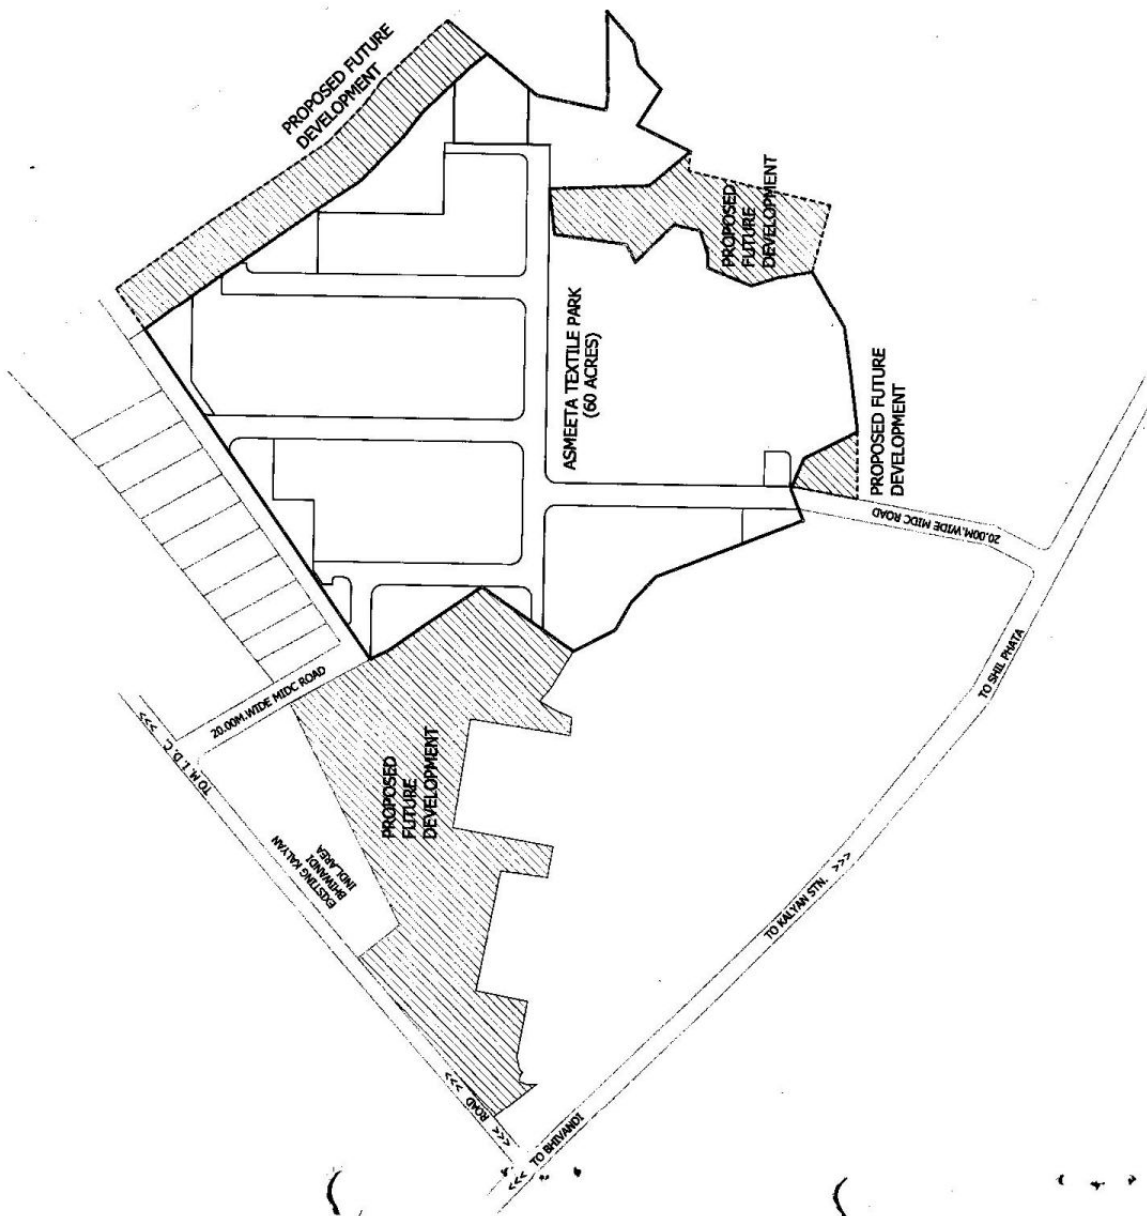 PROPOSED FUTURE
DEVELOPMENT
PROPOSED
FUTURE
DEVELOPMENT
ASMEETA TEXTILE PARK
(60 ACRES)
PROPOSED FUTURE
DEVELOPMENT
20.00M.WIDE MIDC ROAD
20.00M.WIDE MIDC ROAD
TO M. I. D. C. >>>
PROPOSED
FUTURE
DEVELOPMENT
EXISTING KALYAN
BHIWANDI
INDL.AREA
TO SHIL PHATA
TO KALYAN STN. >>>
<<< ROAD >>>
<<< TO BHIVANDI